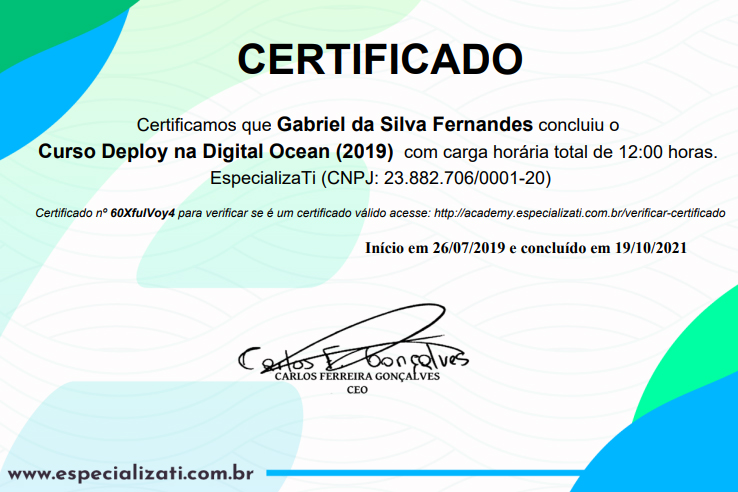 CERTIFICADO
Certificamos que Gabriel da Silva Fernandes concluiu o
Curso Deploy na Digital Ocean (2019) com carga horária total de 12:00 horas.
EspecializaTi (CNPJ: 23.882.706/0001-20)
Certificado nº 60XfulVoy4 para verificar se é um certificado válido acesse: http://academy.especializati.com.br/verificar-certificado
Início em 26/07/2019 e concluído em 19/10/2021
Carlos F. Gonçalves
CARLOS FERREIRA GONÇALVES
CEO
www.especializati.com.br